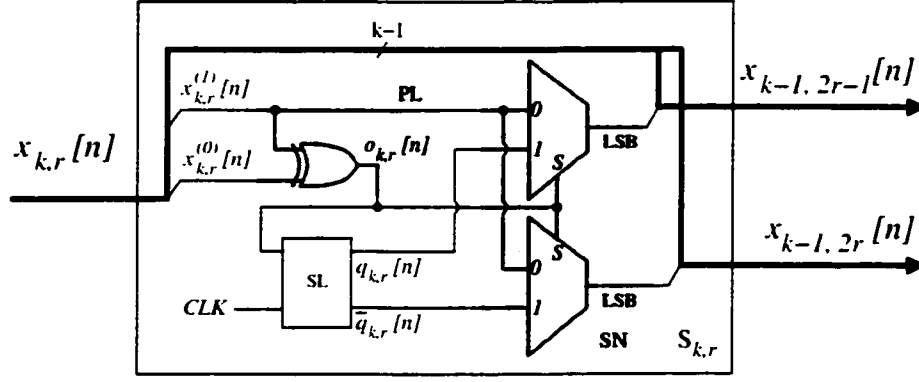 k-1
x_{k,r}^{(1)}[n]
PL
0
x_{k-1, 2r-1}[n]
x_{k,r}[n]
x_{k,r}^{(0)}[n]
o_{k,r}[n]
1
LSB
S
S
x_{k-1, 2r}[n]
SL
q_{k,r}[n]
0
CLK
q̄_{k,r}[n]
1
LSB
SN
S_{k,r}